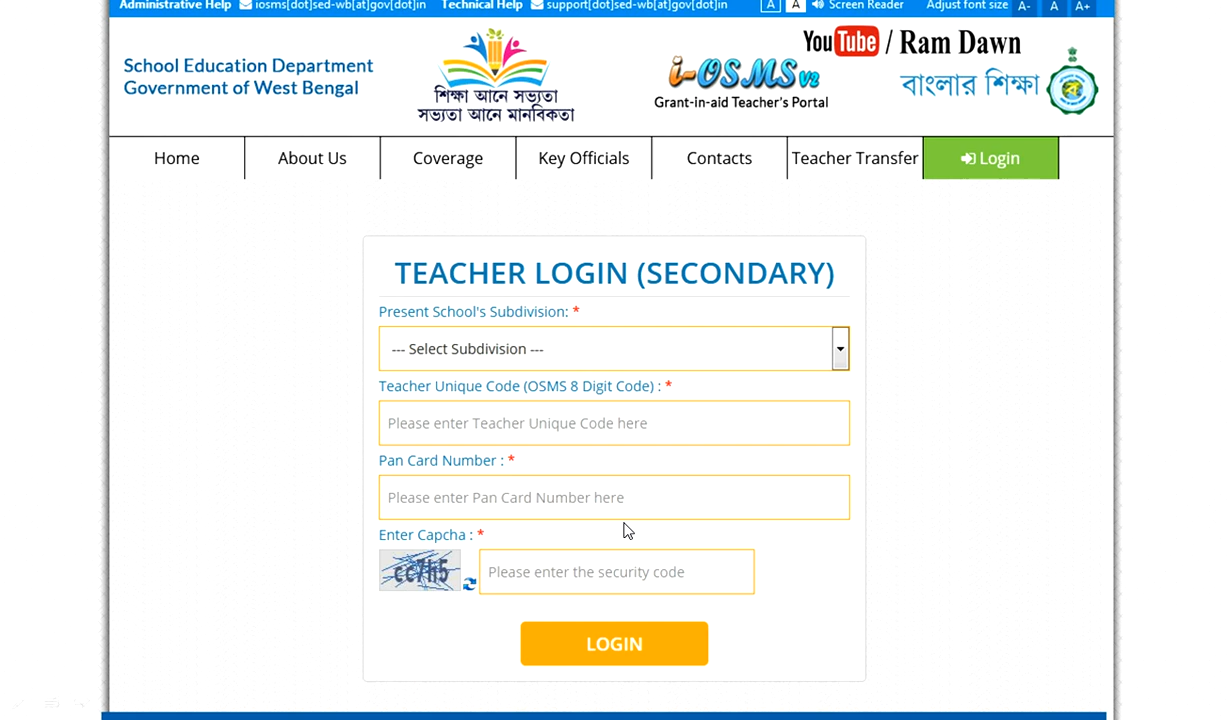 Administrative Help iosms[dot]sed-wb[at]gov[dot]in Technical Help support[dot]sed-wb[at]gov[dot]in A A Screen Reader Adjust font size A- A A+
YouTube / Ram Dawn
School Education Department
Government of West Bengal
শিক্ষা আনে সভ্যতা
সভ্যতা আনে মানবিকতা
i-OSMS V2
Grant-in-aid Teacher's Portal
বাংলার শিক্ষা
Home About Us Coverage Key Officials Contacts Teacher Transfer Login
TEACHER LOGIN (SECONDARY)
Present School's Subdivision: *
--- Select Subdivision ---
Teacher Unique Code (OSMS 8 Digit Code) : *
Please enter Teacher Unique Code here
Pan Card Number : *
Please enter Pan Card Number here
Enter Capcha : *
cc7h5 Please enter the security code
LOGIN